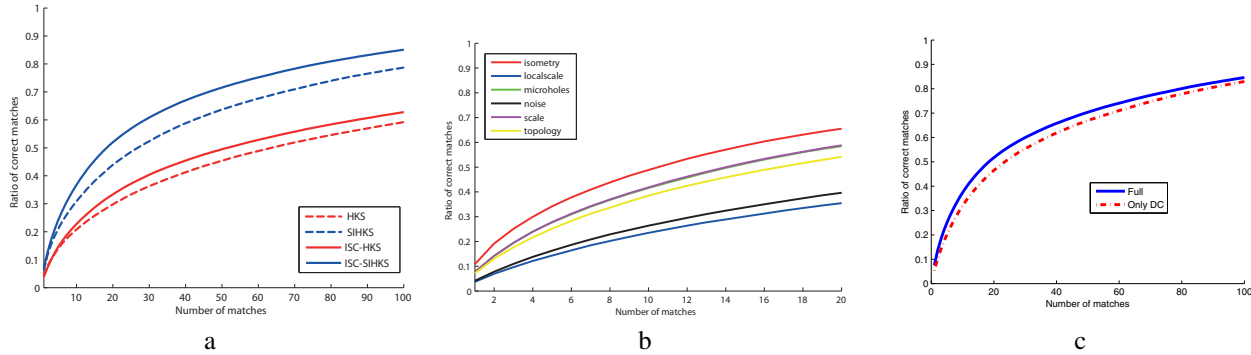 1
0.9
0.8
0.7
0.6
0.5
0.4
0.3
0.2
0.1
0
Ratio of correct matches
10 20 30 40 50 60 70 80 90 100
Number of matches
HKS
SIHKS
ISC-HKS
ISC-SIHKS
a
1
0.9
0.8
0.7
0.6
0.5
0.4
0.3
0.2
0.1
0
Ratio of correct matches
2 4 6 8 10 12 14 16 18 20
Number of matches
isometry
localscale
microholes
noise
scale
topology
b
1
0.9
0.8
0.7
0.6
0.5
0.4
0.3
0.2
0.1
0
Ratio of correct matches
0 20 40 60 80 100
Number of matches
Full
Only DC
c